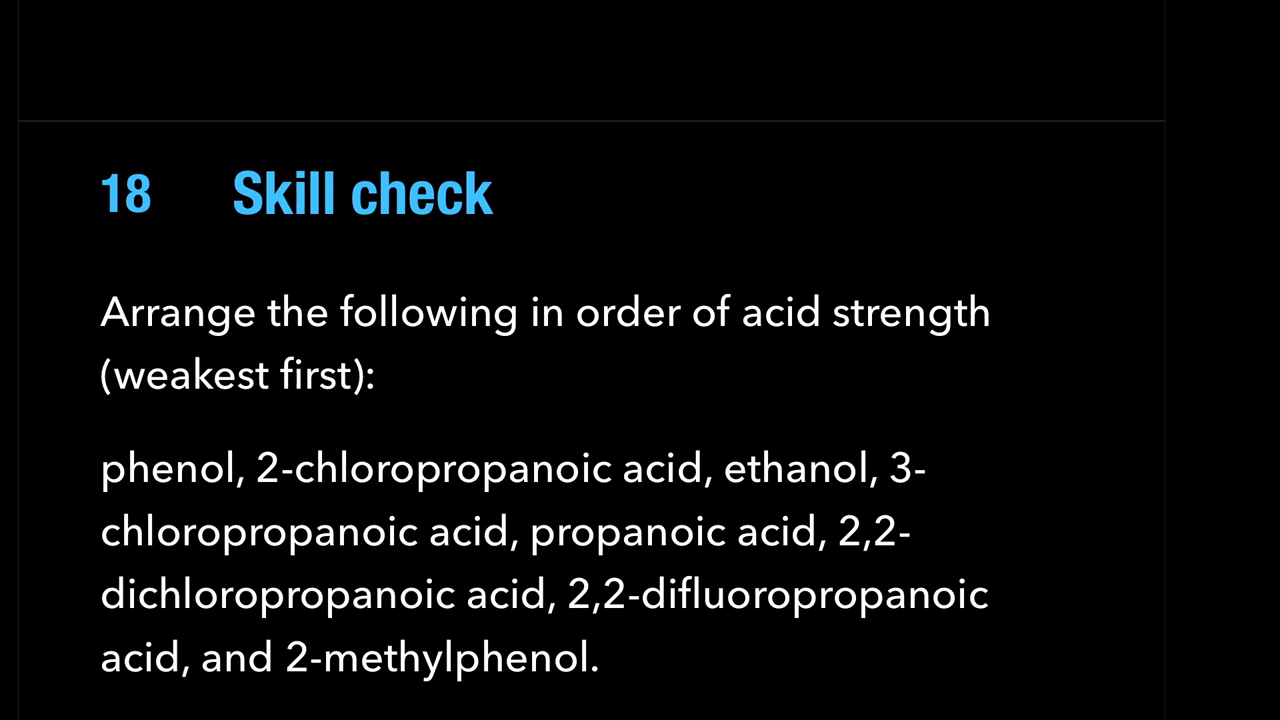 18 Skill check
Arrange the following in order of acid strength
(weakest first):
phenol, 2-chloropropanoic acid, ethanol, 3-
chloropropanoic acid, propanoic acid, 2,2-
dichloropropanoic acid, 2,2-difluoropropanoic
acid, and 2-methylphenol.